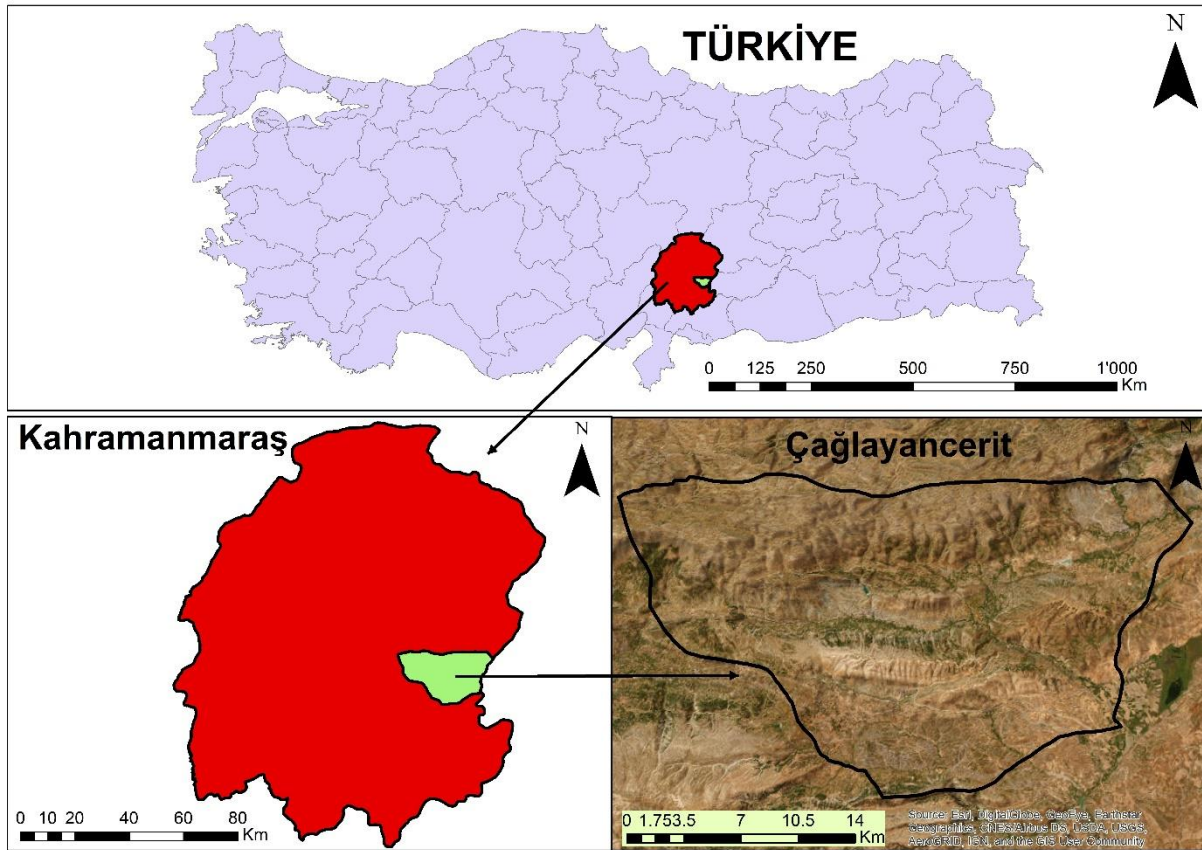 TÜRKİYE
N
0 125 250 500 750 1'000
Km
Kahramanmaraş
N
0 10 20 40 60 80
Km
Çağlayancerit
N
0 1.753.5 7 10.5 14
Km
Source: Esri, DigitalGlobe, GeoEye, Earthstar
Geographics, CNES/Airbus DS, USDA, USGS,
AeroGRID, IGN, and the GIS User Community